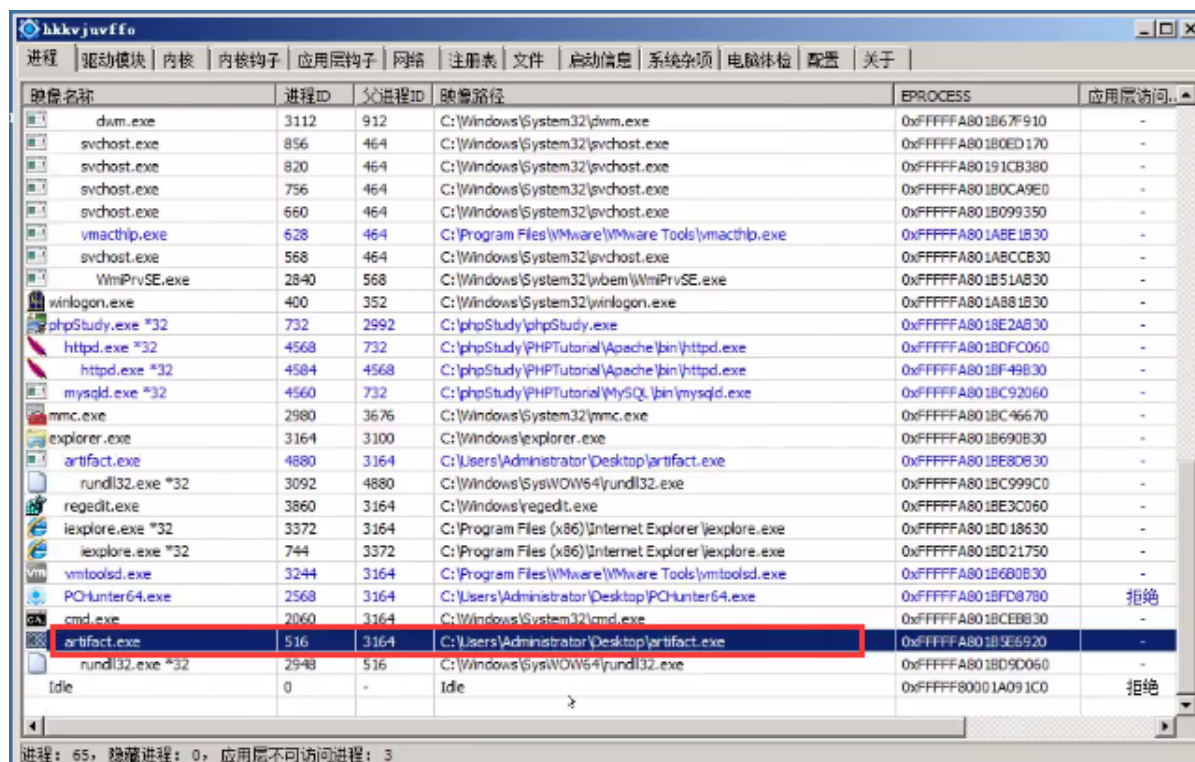 hkkvjuvffo
进程 驱动模块 内核 内核钩子 应用层钩子 网络 注册表 文件 启动信息 系统杂项 电脑体检 配置 关于
映像名称 进程ID 父进程ID 映像路径 EPROCESS 应用层访问..
dwm.exe 3112 912 C:\Windows\System32\dwm.exe 0xFFFFFA801B67F910 -
svchost.exe 856 464 C:\Windows\System32\svchost.exe 0xFFFFFA801B0ED170 -
svchost.exe 820 464 C:\Windows\System32\svchost.exe 0xFFFFFA80191CB380 -
svchost.exe 756 464 C:\Windows\System32\svchost.exe 0xFFFFFA801B0CA9E0 -
svchost.exe 660 464 C:\Windows\System32\svchost.exe 0xFFFFFA801B099350 -
vmacthlp.exe 628 464 C:\Program Files\VMware\VMware Tools\vmacthlp.exe 0xFFFFFA801ABE1B30 -
svchost.exe 568 464 C:\Windows\System32\svchost.exe 0xFFFFFA801ABCCB30 -
WmiPrvSE.exe 2840 568 C:\Windows\System32\wbem\WmiPrvSE.exe 0xFFFFFA801B51AB30 -
winlogon.exe 400 352 C:\Windows\System32\winlogon.exe 0xFFFFFA801A881B30 -
phpStudy.exe *32 732 2992 C:\phpStudy\phpStudy.exe 0xFFFFFA8018E2AB30 -
httpd.exe *32 4568 732 C:\phpStudy\PHPTutorial\Apache\bin\httpd.exe 0xFFFFFA801BDFC060 -
httpd.exe *32 4584 4568 C:\phpStudy\PHPTutorial\Apache\bin\httpd.exe 0xFFFFFA801BF49B30 -
mysqld.exe *32 4560 732 C:\phpStudy\PHPTutorial\MySQL\bin\mysqld.exe 0xFFFFFA801BC92060 -
mmc.exe 2980 3676 C:\Windows\System32\mmc.exe 0xFFFFFA801BC46670 -
explorer.exe 3164 3100 C:\Windows\explorer.exe 0xFFFFFA801B690B30 -
artifact.exe 4880 3164 C:\Users\Administrator\Desktop\artifact.exe 0xFFFFFA801BE8DB30 -
rundll32.exe *32 3092 4880 C:\Windows\SysWOW64\rundll32.exe 0xFFFFFA801BC999C0 -
regedit.exe 3860 3164 C:\Windows\regedit.exe 0xFFFFFA801BE3C060 -
iexplore.exe *32 3372 3164 C:\Program Files (x86)\Internet Explorer\iexplore.exe 0xFFFFFA801BD18630 -
iexplore.exe *32 744 3372 C:\Program Files (x86)\Internet Explorer\iexplore.exe 0xFFFFFA801BD21750 -
vmtoolsd.exe 3244 3164 C:\Program Files\VMware\VMware Tools\vmtoolsd.exe 0xFFFFFA801B6B0B30 -
PCHunter64.exe 2568 3164 C:\Users\Administrator\Desktop\PCHunter64.exe 0xFFFFFA801BFD8780 拒绝
cmd.exe 2060 3164 C:\Windows\System32\cmd.exe 0xFFFFFA801BCEBB30 -
artifact.exe 516 3164 C:\Users\Administrator\Desktop\artifact.exe 0xFFFFFA801B5E6920 -
rundll32.exe *32 2948 516 C:\Windows\SysWOW64\rundll32.exe 0xFFFFFA801BD9D060 -
Idle 0 - Idle 0xFFFFF80001A091C0 拒绝
进程: 65, 隐藏进程: 0, 应用层不可访问进程: 3